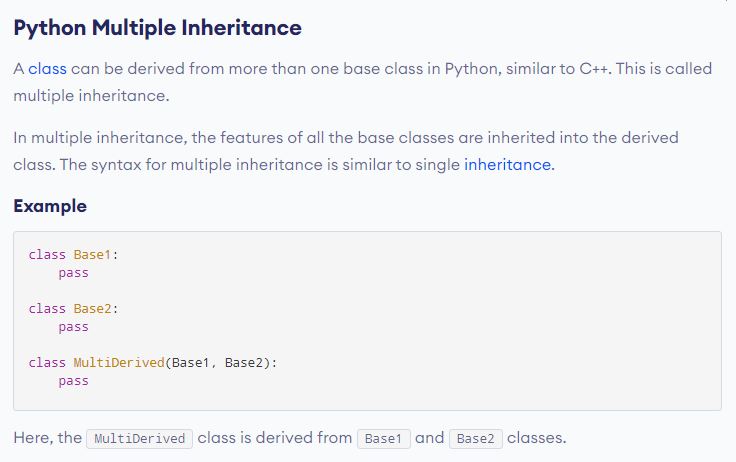 Python Multiple Inheritance
A class can be derived from more than one base class in Python, similar to C++. This is called
multiple inheritance.
In multiple inheritance, the features of all the base classes are inherited into the derived
class. The syntax for multiple inheritance is similar to single inheritance.
Example
class Base1:
    pass
class Base2:
    pass
class MultiDerived(Base1, Base2):
    pass
Here, the MultiDerived class is derived from Base1 and Base2 classes.